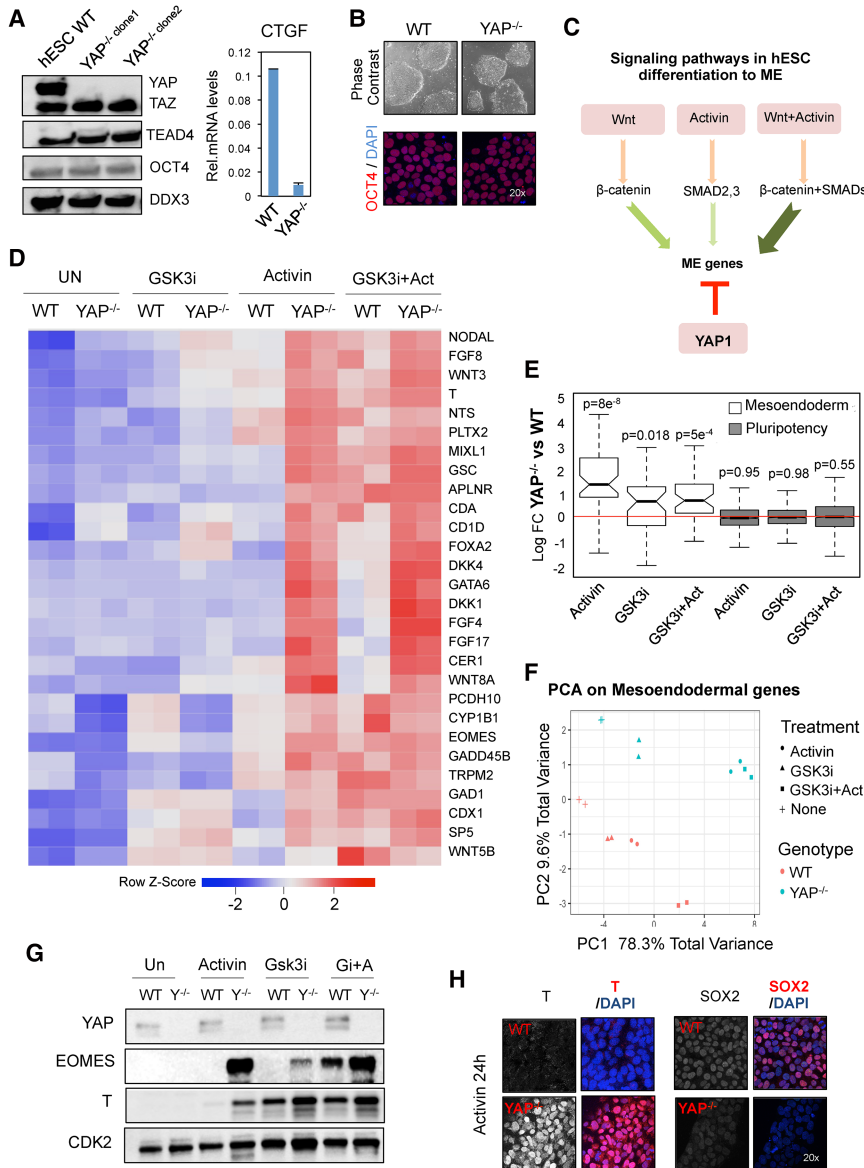 A
hESC WT
YAP-/- clone1
YAP-/- clone2
YAP
TAZ
TEAD4
OCT4
DDX3
CTGF
Rel.mRNA levels
0.12
0.1
0.08
0.06
0.04
0.02
0
WT
YAP-/-
B
WT
YAP-/-
Phase
Contrast
OCT4 / DAPI
20x
C
Signaling pathways in hESC
differentiation to ME
Wnt
Activin
Wnt+Activin
β-catenin
SMAD2,3
β-catenin+SMADs
ME genes
YAP1
D
UN
GSK3i
Activin
GSK3i+Act
WT
YAP-/-
WT
YAP-/-
WT
YAP-/-
WT
YAP-/-
NODAL
FGF8
WNT3
T
NTS
PLTX2
MIXL1
GSC
APLNR
CDA
CD1D
FOXA2
DKK4
GATA6
DKK1
FGF4
FGF17
CER1
WNT8A
PCDH10
CYP1B1
EOMES
GADD45B
TRPM2
GAD1
CDX1
SP5
WNT5B
Row Z-Score
-2
0
2
E
Log FC YAP-/- vs WT
5
4
3
2
1
0
-1
-2
p=8e-8
p=0.018
p=5e-4
p=0.95
p=0.98
p=0.55
Mesoendoderm
Pluripotency
Activin
GSK3i
GSK3i+Act
Activin
GSK3i
GSK3i+Act
F
PCA on Mesoendodermal genes
PC2 9.6% Total Variance
2
1
0
-1
-2
-3
-4
0
4
8
PC1 78.3% Total Variance
Treatment
Activin
GSK3i
GSK3i+Act
None
Genotype
WT
YAP-/-
G
Un
Activin
Gsk3i
Gi+A
WT
Y-/-
WT
Y-/-
WT
Y-/-
WT
Y-/-
YAP
EOMES
T
CDK2
H
T
T
/DAPI
SOX2
SOX2
/DAPI
Activin 24h
WT
WT
YAP-/-
YAP-/-
20x